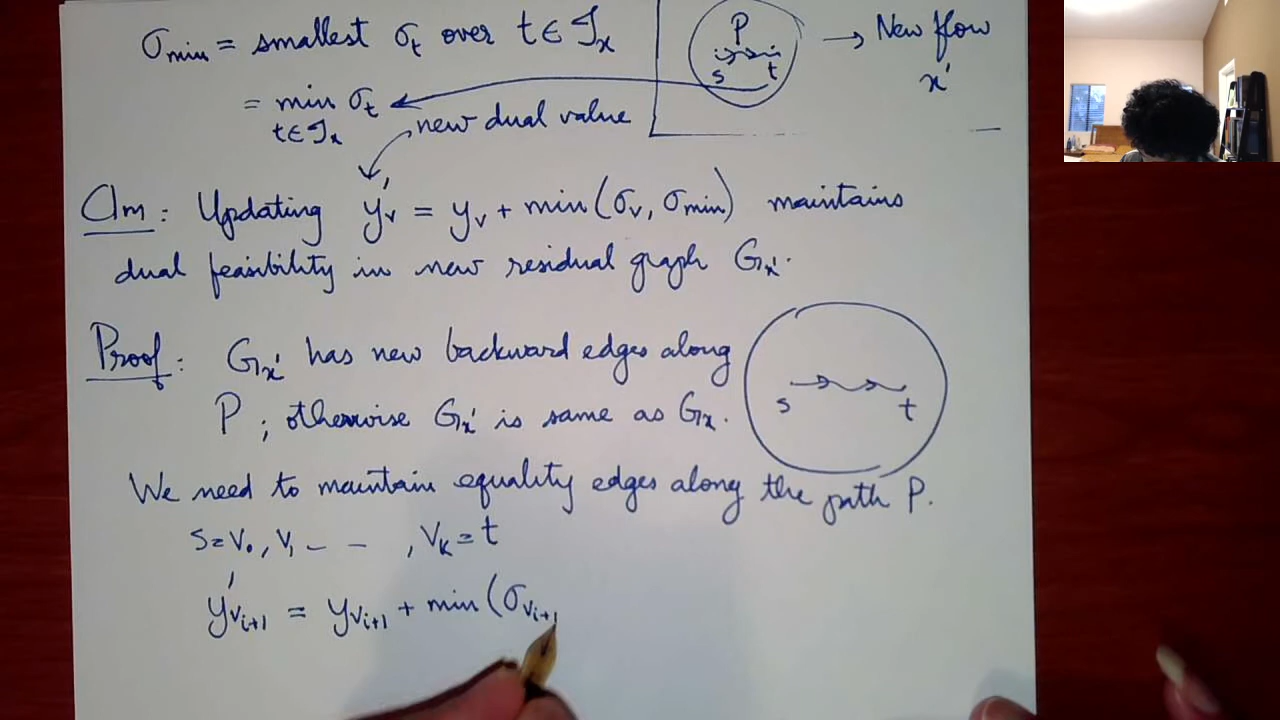 σmin = smallest σt over t ∈ 𝒯x
= min σt
t ∈ 𝒯x
new dual value
P
s t
→ New flow
x'
Clm : Updating y'v = yv + min(σv, σmin) maintains
dual feasibility in new residual graph Gx'.
Proof : Gx' has new backward edges along
P ; otherwise Gx' is same as Gx.
s t
We need to maintain equality edges along the path P.
s = v0, v1 - - , vk = t
y'vi+1 = yvi+1 + min(σvi+1